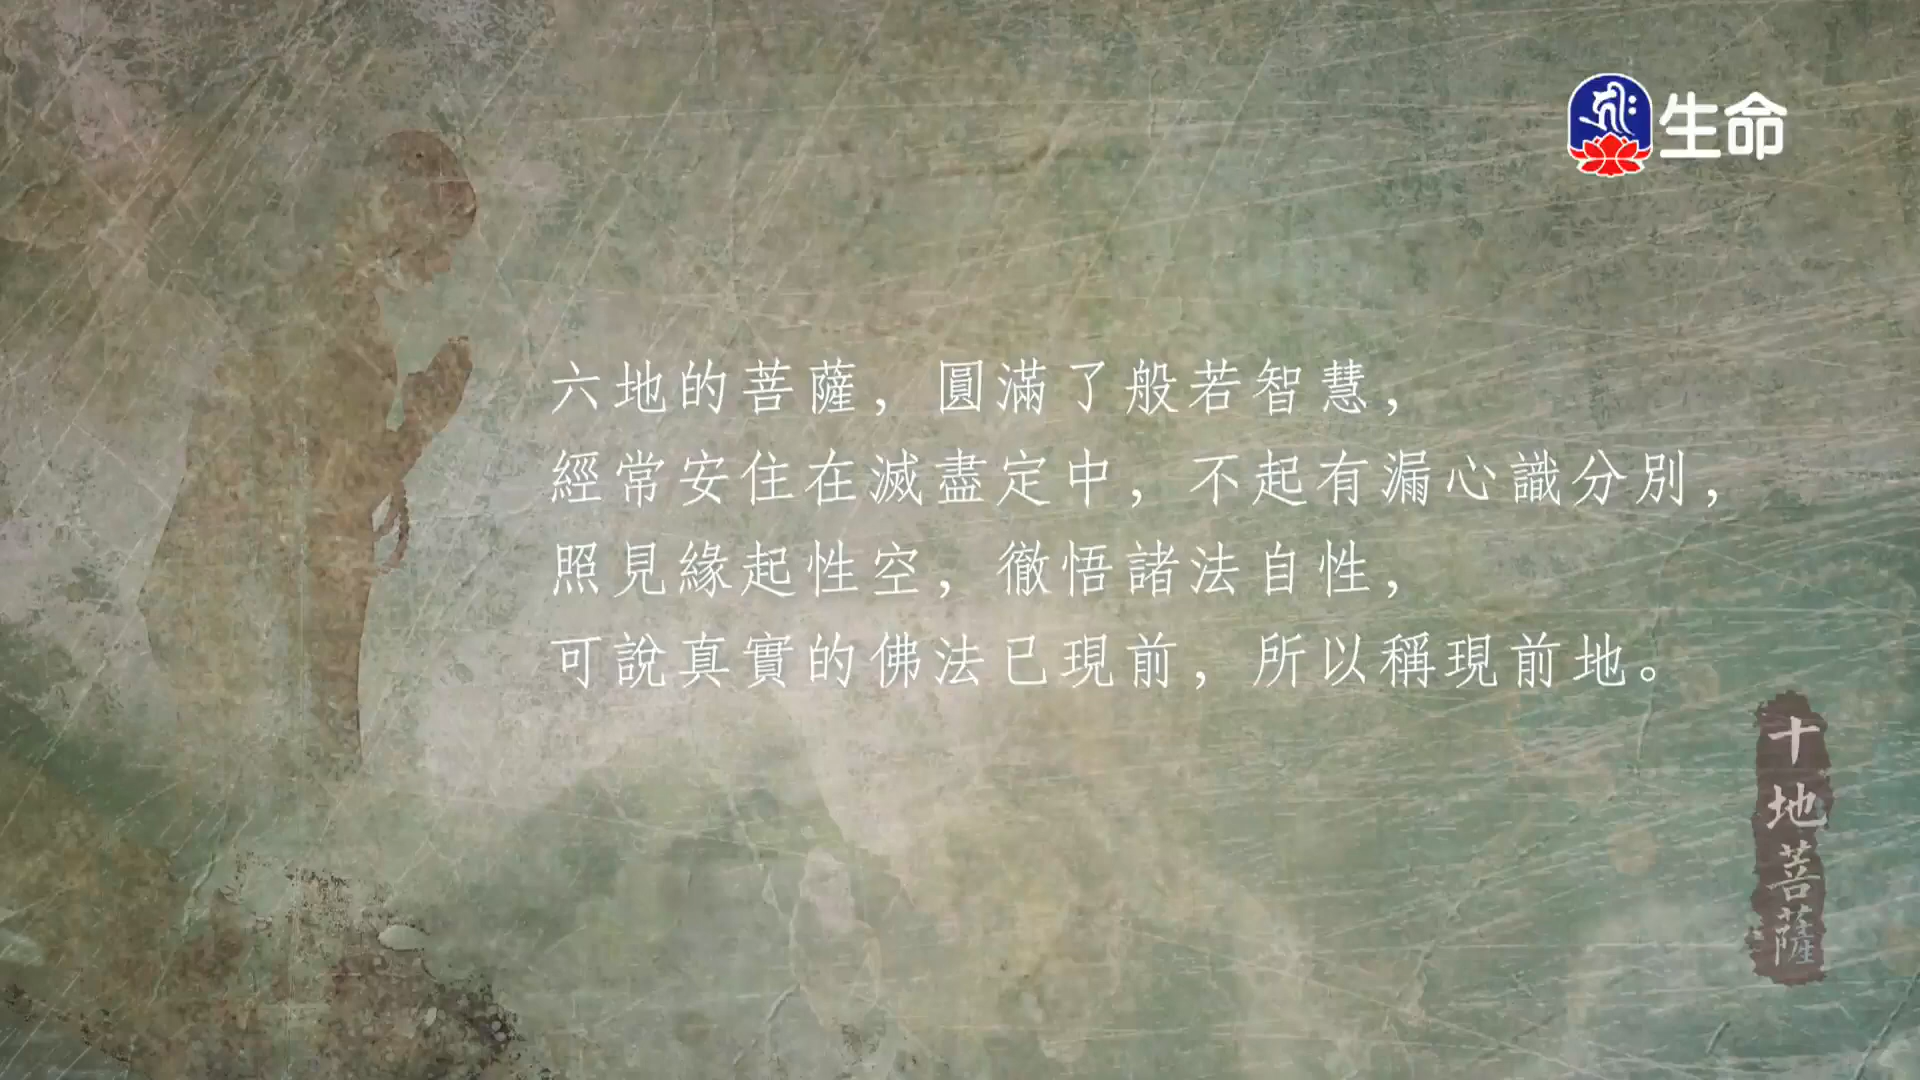 生命
六地的菩薩，圓滿了般若智慧，
經常安住在滅盡定中，不起有漏心識分別，
照見緣起性空，徹悟諸法自性，
可說真實的佛法已現前，所以稱現前地。
十地菩薩